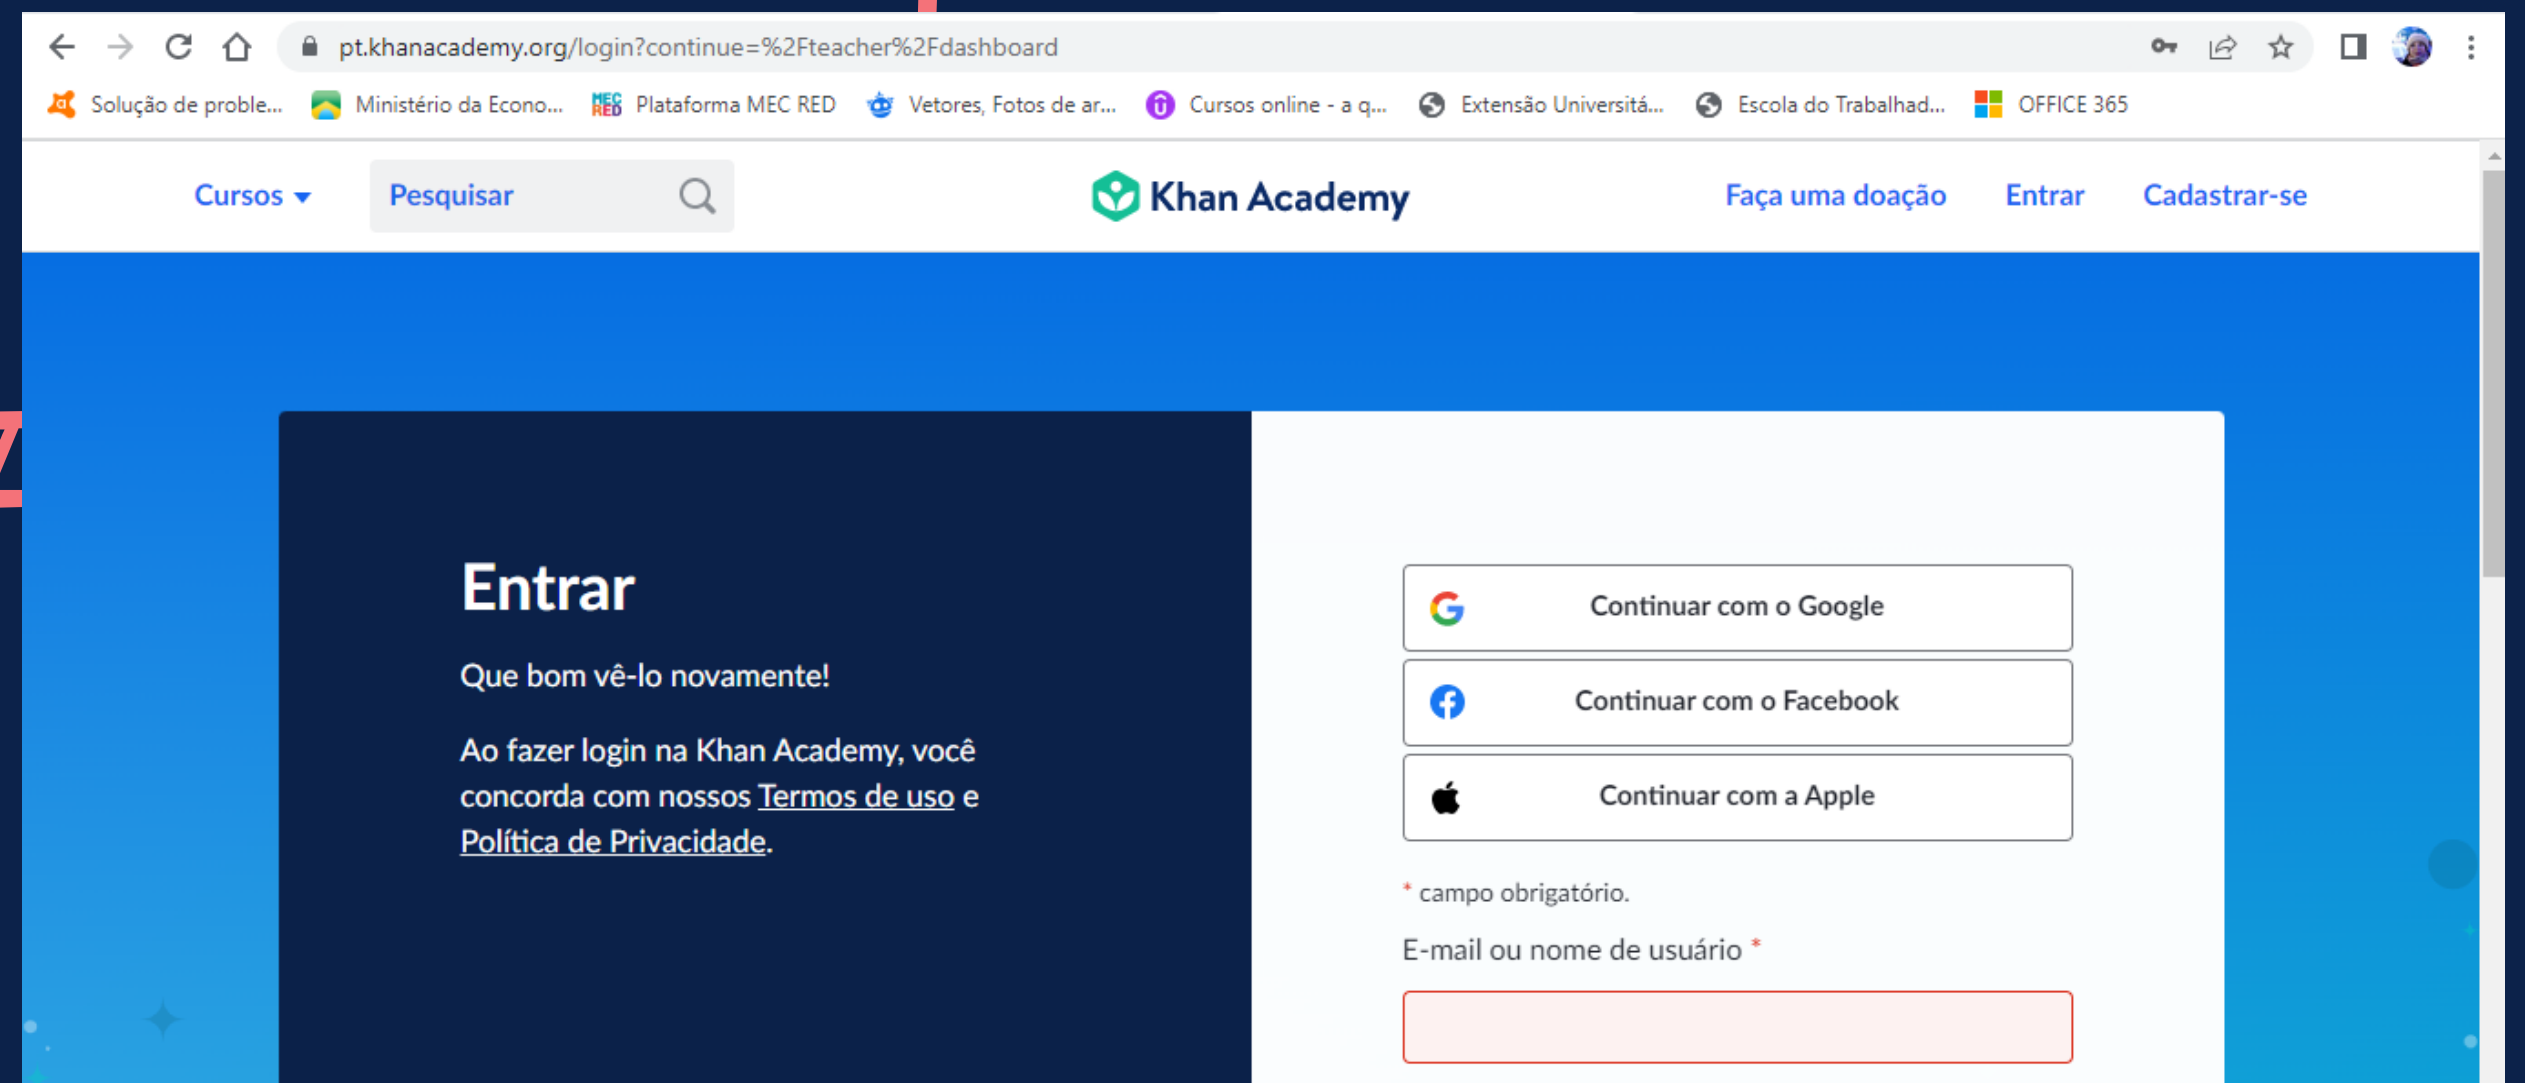 pt.khanacademy.org/login?continue=%2Fteacher%2Fdashboard
Solução de proble... Ministério da Econo... MEC RED Plataforma MEC RED Vetores, Fotos de ar... Cursos online - a q... Extensão Universitá... Escola do Trabalhad... OFFICE 365
Cursos Pesquisar Khan Academy Faça uma doação Entrar Cadastrar-se
Entrar
Que bom vê-lo novamente!
Ao fazer login na Khan Academy, você
concorda com nossos Termos de uso e
Política de Privacidade.
Continuar com o Google
Continuar com o Facebook
Continuar com a Apple
* campo obrigatório.
E-mail ou nome de usuário *